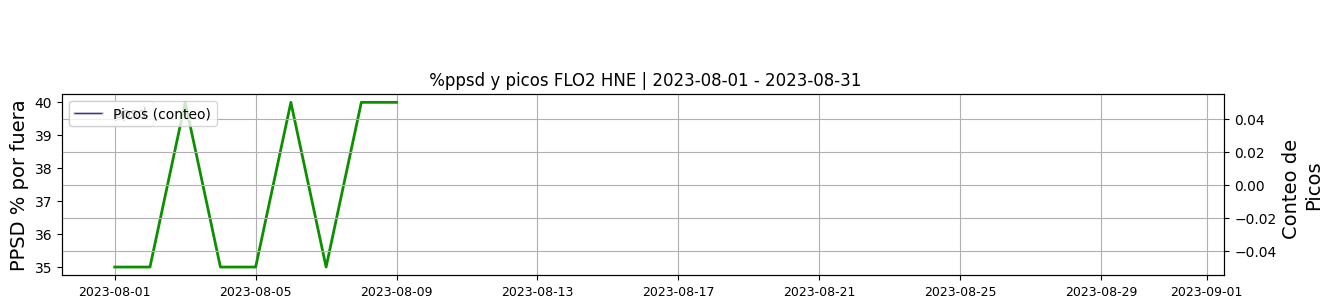 %ppsd y picos FLO2 HNE | 2023-08-01 - 2023-08-31
Picos (conteo)
PPSD % por fuera
40
39
38
37
36
35
0.04
0.02
0.00
−0.02
−0.04
Conteo de
Picos
2023-08-01 2023-08-05 2023-08-09 2023-08-13 2023-08-17 2023-08-21 2023-08-25 2023-08-29 2023-09-01